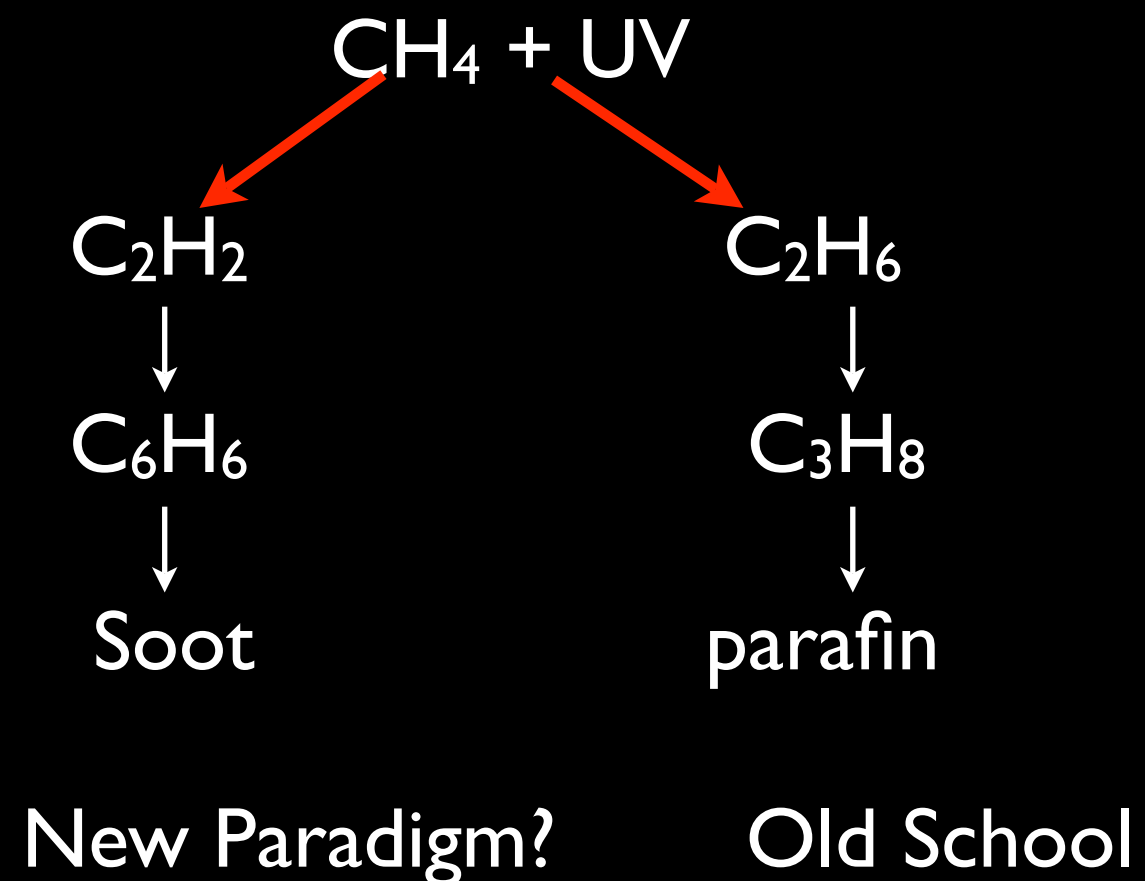 CH₄ + UV
C₂H₂ C₂H₆
C₆H₆ C₃H₈
Soot parafin
New Paradigm? Old School